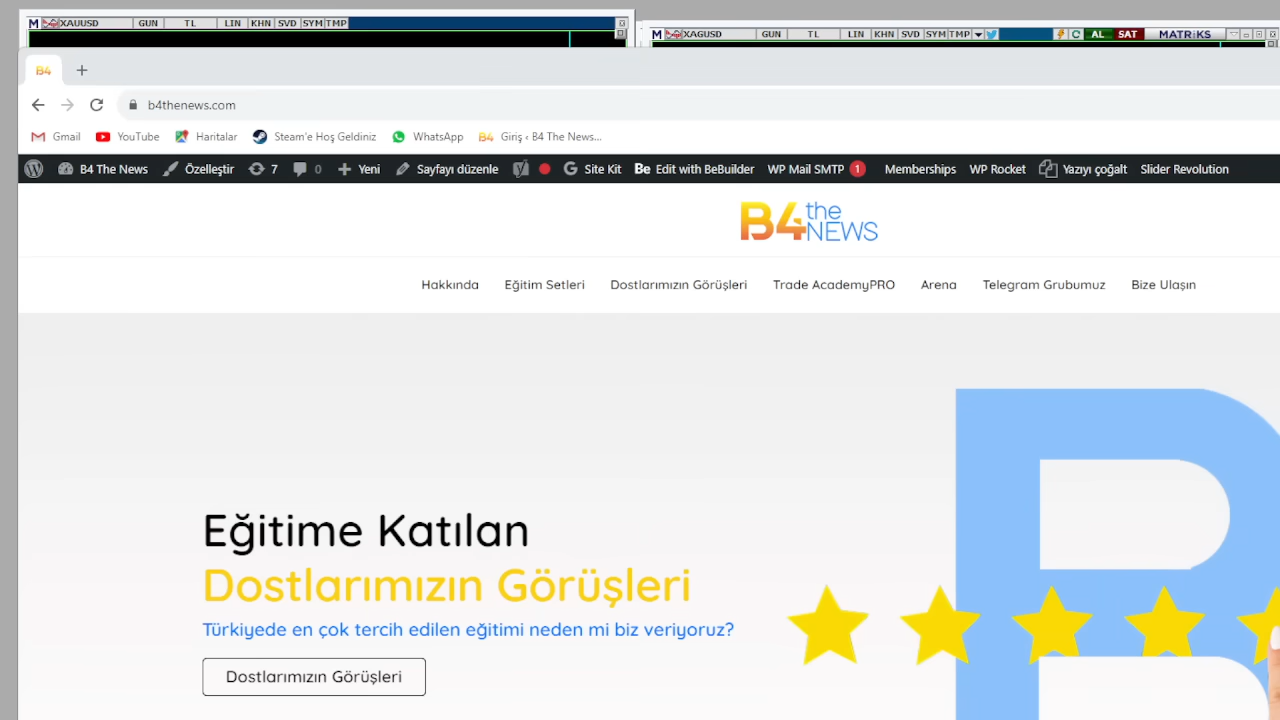 M XAUUSD GUN TL LIN KHN SVD SYM TMP
M XAGUSD GUN TL LIN KHN SVD SYM TMP AL SAT MATRİKS
B4
b4thenews.com
Gmail YouTube Haritalar Steam'e Hoş Geldiniz WhatsApp B4 Giriş ‹ B4 The News...
B4 The News Özelleştir 7 0 Yeni Sayfayı düzenle G Site Kit Be Edit with BeBuilder WP Mail SMTP 1 Memberships WP Rocket Yazıyı çoğalt Slider Revolution
B4 the NEWS
Hakkında Eğitim Setleri Dostlarımızın Görüşleri Trade AcademyPRO Arena Telegram Grubumuz Bize Ulaşın
Eğitime Katılan
Dostlarımızın Görüşleri
Türkiyede en çok tercih edilen eğitimi neden mi biz veriyoruz?
Dostlarımızın Görüşleri